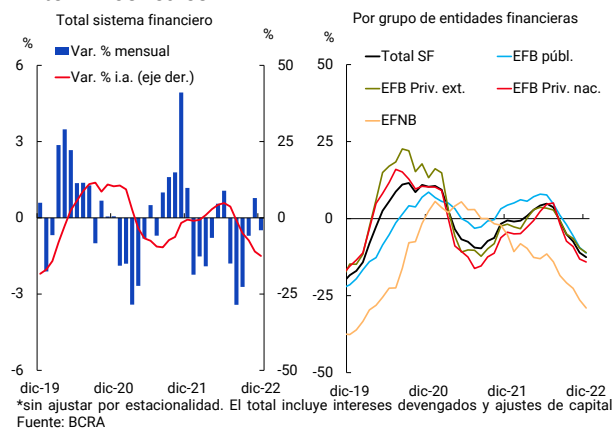 Total sistema financiero
%
%
Var. % mensual
Var. % i.a. (eje der.)
6
3
0
-3
-6
50
25
0
-25
-50
dic-19
dic-20
dic-21
dic-22
Por grupo de entidades financieras
%
Total SF
EFB públ.
EFB Priv. ext.
EFB Priv. nac.
EFNB
50
25
0
-25
-50
dic-19
dic-20
dic-21
dic-22
*sin ajustar por estacionalidad. El total incluye intereses devengados y ajustes de capital
Fuente: BCRA